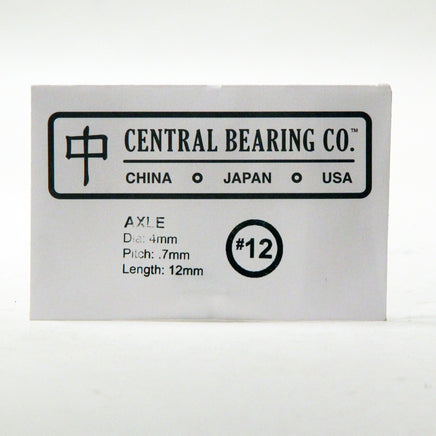 中
CENTRAL BEARING CO.™
CHINA JAPAN USA
AXLE
Dia: 4mm
Pitch: .7mm
Length: 12mm
#12